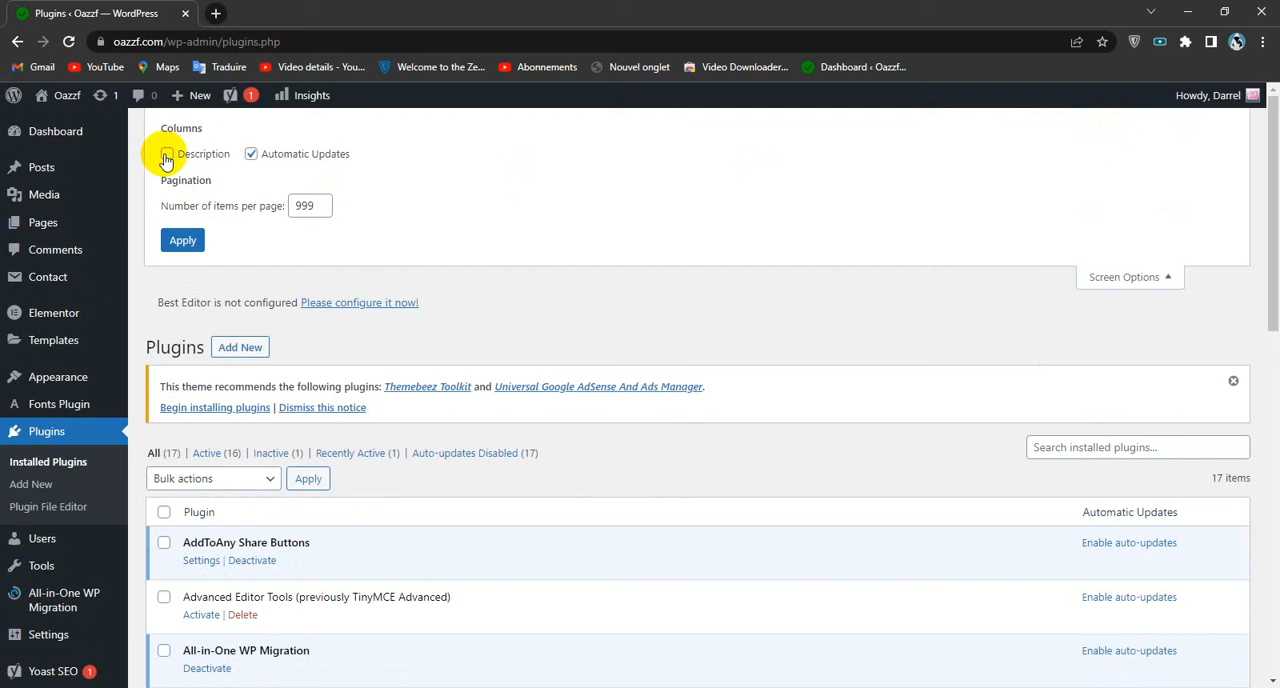 Plugins ‹ Oazzf — WordPress
oazzf.com/wp-admin/plugins.php
Gmail YouTube Maps Traduire Video details - You... Welcome to the Ze... Abonnements Nouvel onglet Video Downloader... Dashboard ‹ Oazzf...
Oazzf 1 0 New 1 Insights Howdy, Darrel
Dashboard
Posts
Media
Pages
Comments
Contact
Elementor
Templates
Appearance
Fonts Plugin
Plugins
Installed Plugins
Add New
Plugin File Editor
Users
Tools
All-in-One WP
Migration
Settings
Yoast SEO 1
Columns
Description Automatic Updates
Pagination
Number of items per page: 999
Apply
Screen Options
Best Editor is not configured Please configure it now!
Plugins Add New
This theme recommends the following plugins: Themebeez Toolkit and Universal Google AdSense And Ads Manager.
Begin installing plugins | Dismiss this notice
All (17) | Active (16) | Inactive (1) | Recently Active (1) | Auto-updates Disabled (17)
Search installed plugins...
Bulk actions Apply 17 items
Plugin Automatic Updates
AddToAny Share Buttons Enable auto-updates
Settings | Deactivate
Advanced Editor Tools (previously TinyMCE Advanced) Enable auto-updates
Activate | Delete
All-in-One WP Migration Enable auto-updates
Deactivate